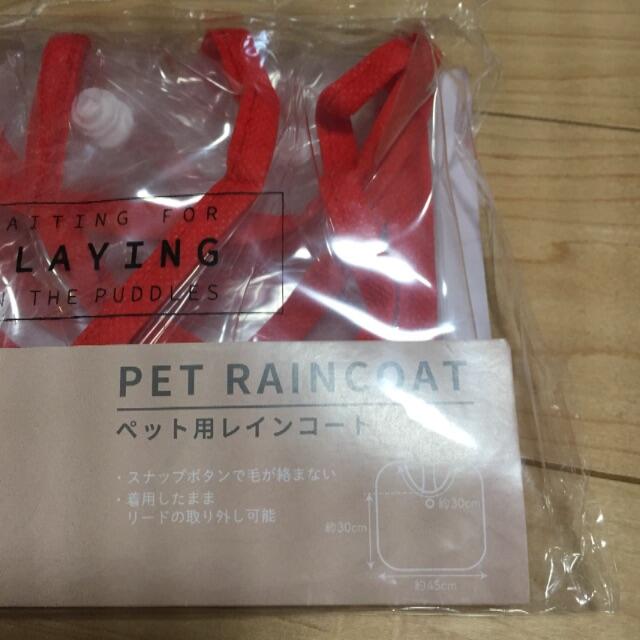 AITING FOR
LAYING
N THE PUDDLES
PET RAINCOAT
ペット用レインコート
・スナップボタンで毛が絡まない
・着用したまま
リードの取り外し可能
約30cm
約30cm
約45cm